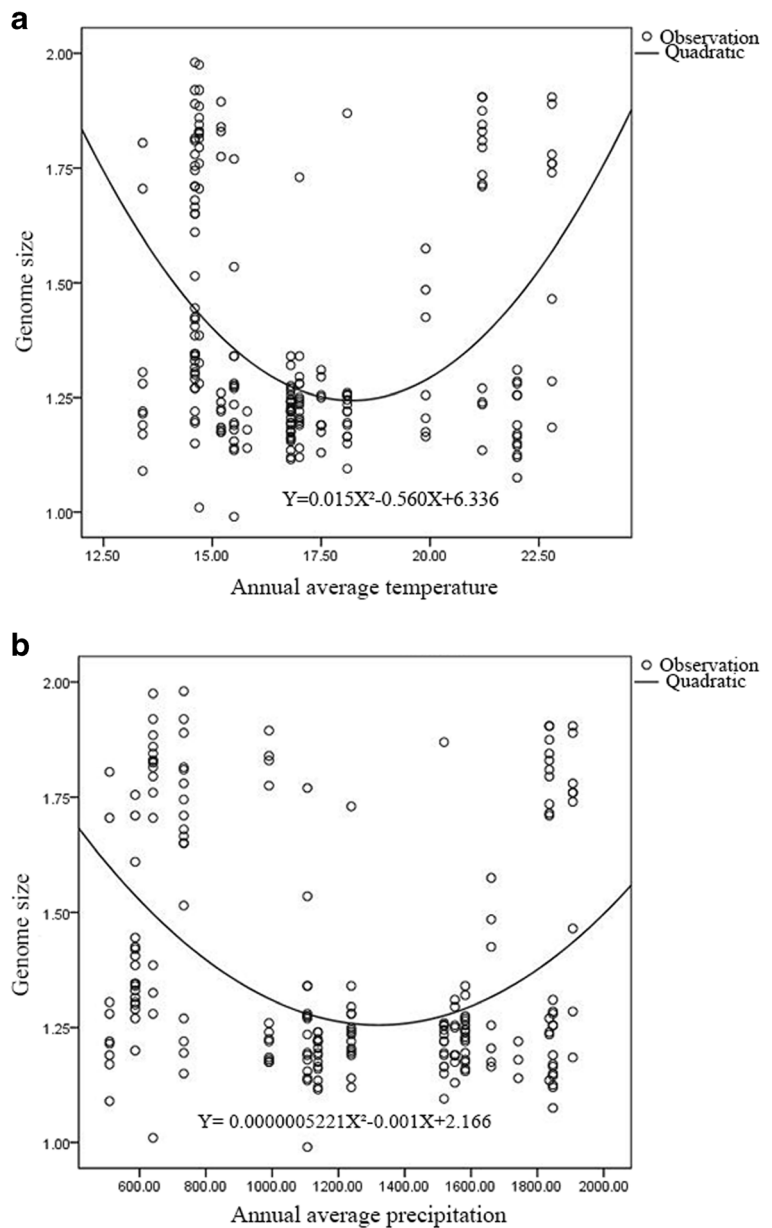 a
Observation
Quadratic
2.00
1.75
1.50
1.25
1.00
Genome size
Y=0.015X²-0.560X+6.336
12.50 15.00 17.50 20.00 22.50
Annual average temperature
b
Observation
Quadratic
2.00
1.75
1.50
1.25
1.00
Genome size
Y= 0.0000005221X²-0.001X+2.166
600.00 800.00 1000.00 1200.00 1400.00 1600.00 1800.00 2000.00
Annual average precipitation